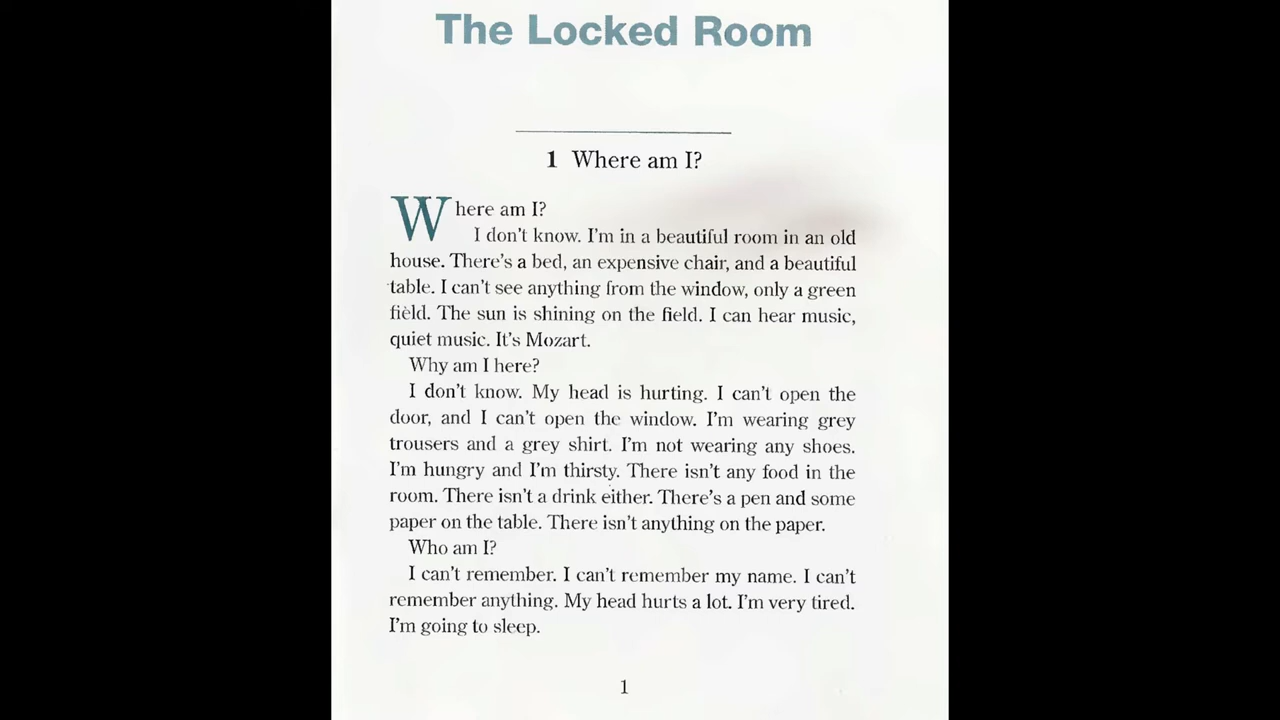 The Locked Room
1 Where am I?
Where am I?
I don't know. I'm in a beautiful room in an old
house. There's a bed, an expensive chair, and a beautiful
table. I can't see anything from the window, only a green
field. The sun is shining on the field. I can hear music,
quiet music. It's Mozart.
Why am I here?
I don't know. My head is hurting. I can't open the
door, and I can't open the window. I'm wearing grey
trousers and a grey shirt. I'm not wearing any shoes.
I'm hungry and I'm thirsty. There isn't any food in the
room. There isn't a drink either. There's a pen and some
paper on the table. There isn't anything on the paper.
Who am I?
I can't remember. I can't remember my name. I can't
remember anything. My head hurts a lot. I'm very tired.
I'm going to sleep.
1